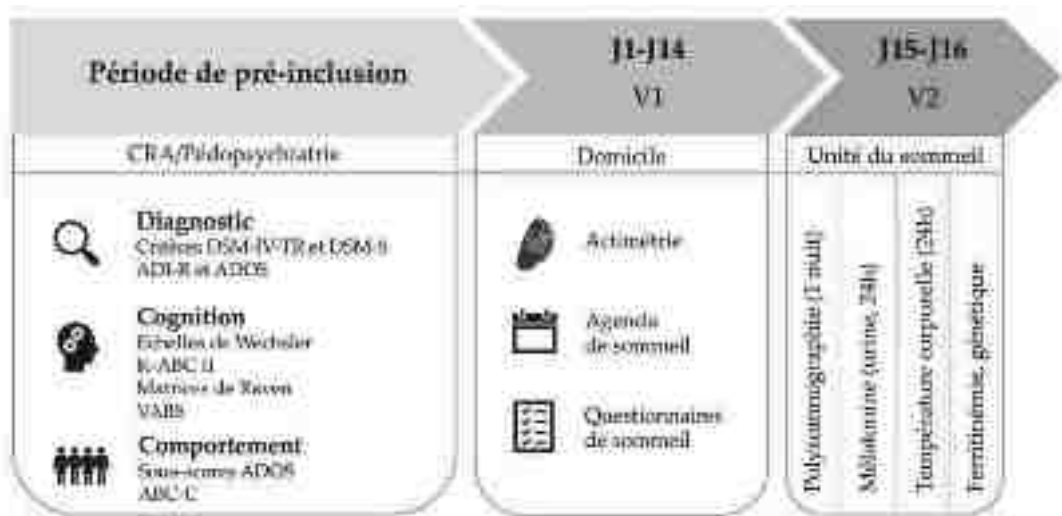 Période de pré-inclusion
J1-J14
V1
J15-J16
V2
CRA/Pédopsychiatrie
Domicile
Unité du sommeil
Diagnostic
Critères DSM-IV-TR et DSM-5
ADI-R et ADOS
Cognition
Echelles de Wechsler
K-ABC II
Matrices de Raven
VABS
Comportement
Sous-scores ADOS
ABC-C
Actimétrie
Agenda
de sommeil
Questionnaires
de sommeil
Polysomnographie (1 nuit)
Mélatonine (urine, 24h)
Température corporelle (24h)
Ferritinémie, génétique